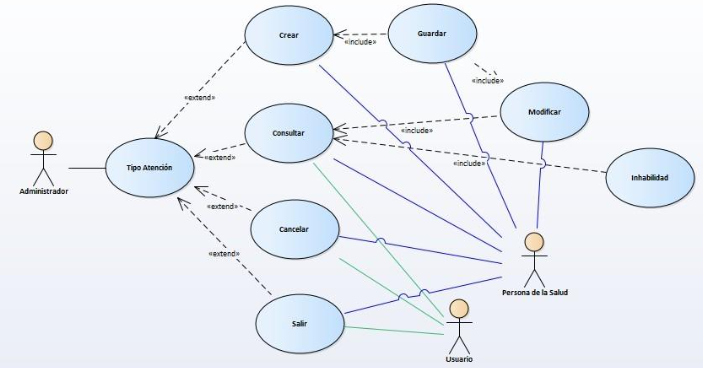 Crear
Guardar
«include»
«include»
«extend»
Modificar
Consultar
«include»
«extend»
«include»
Tipo Atención
Inhabilidad
Administrador
«extend»
Cancelar
«extend»
Persona de la Salud
Salir
Usuario